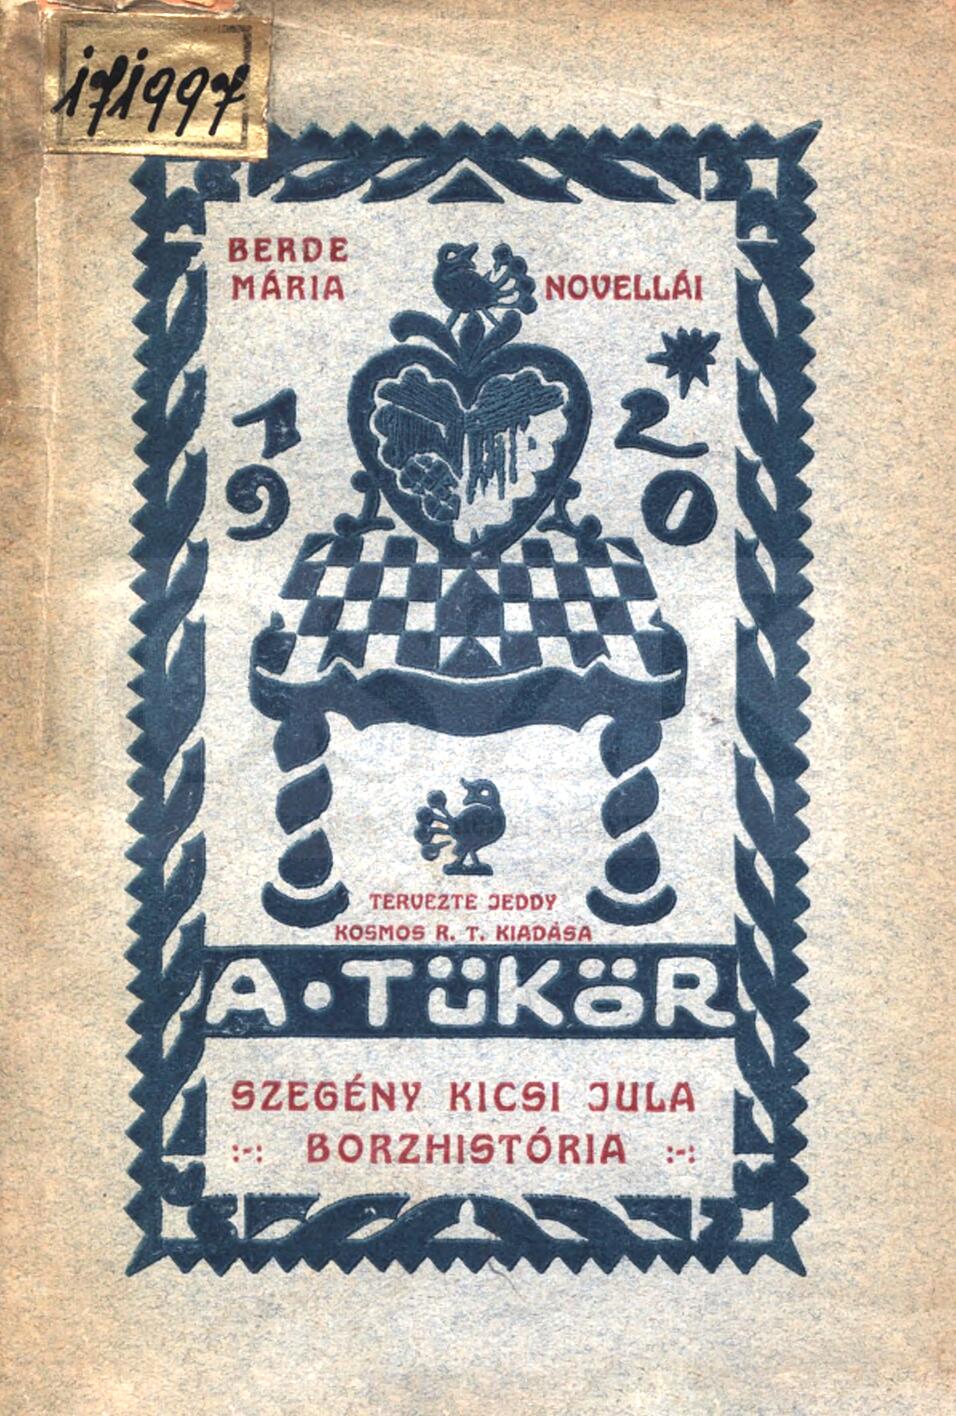 171997
BERDE
MÁRIA
NOVELLÁI
19
20
TERVEZTE JEDDY
KOSMOS R. T. KIADÁSA
A • TÜKÖR
SZEGÉNY KICSI JULA
:-: BORZHISTÓRIA :-: